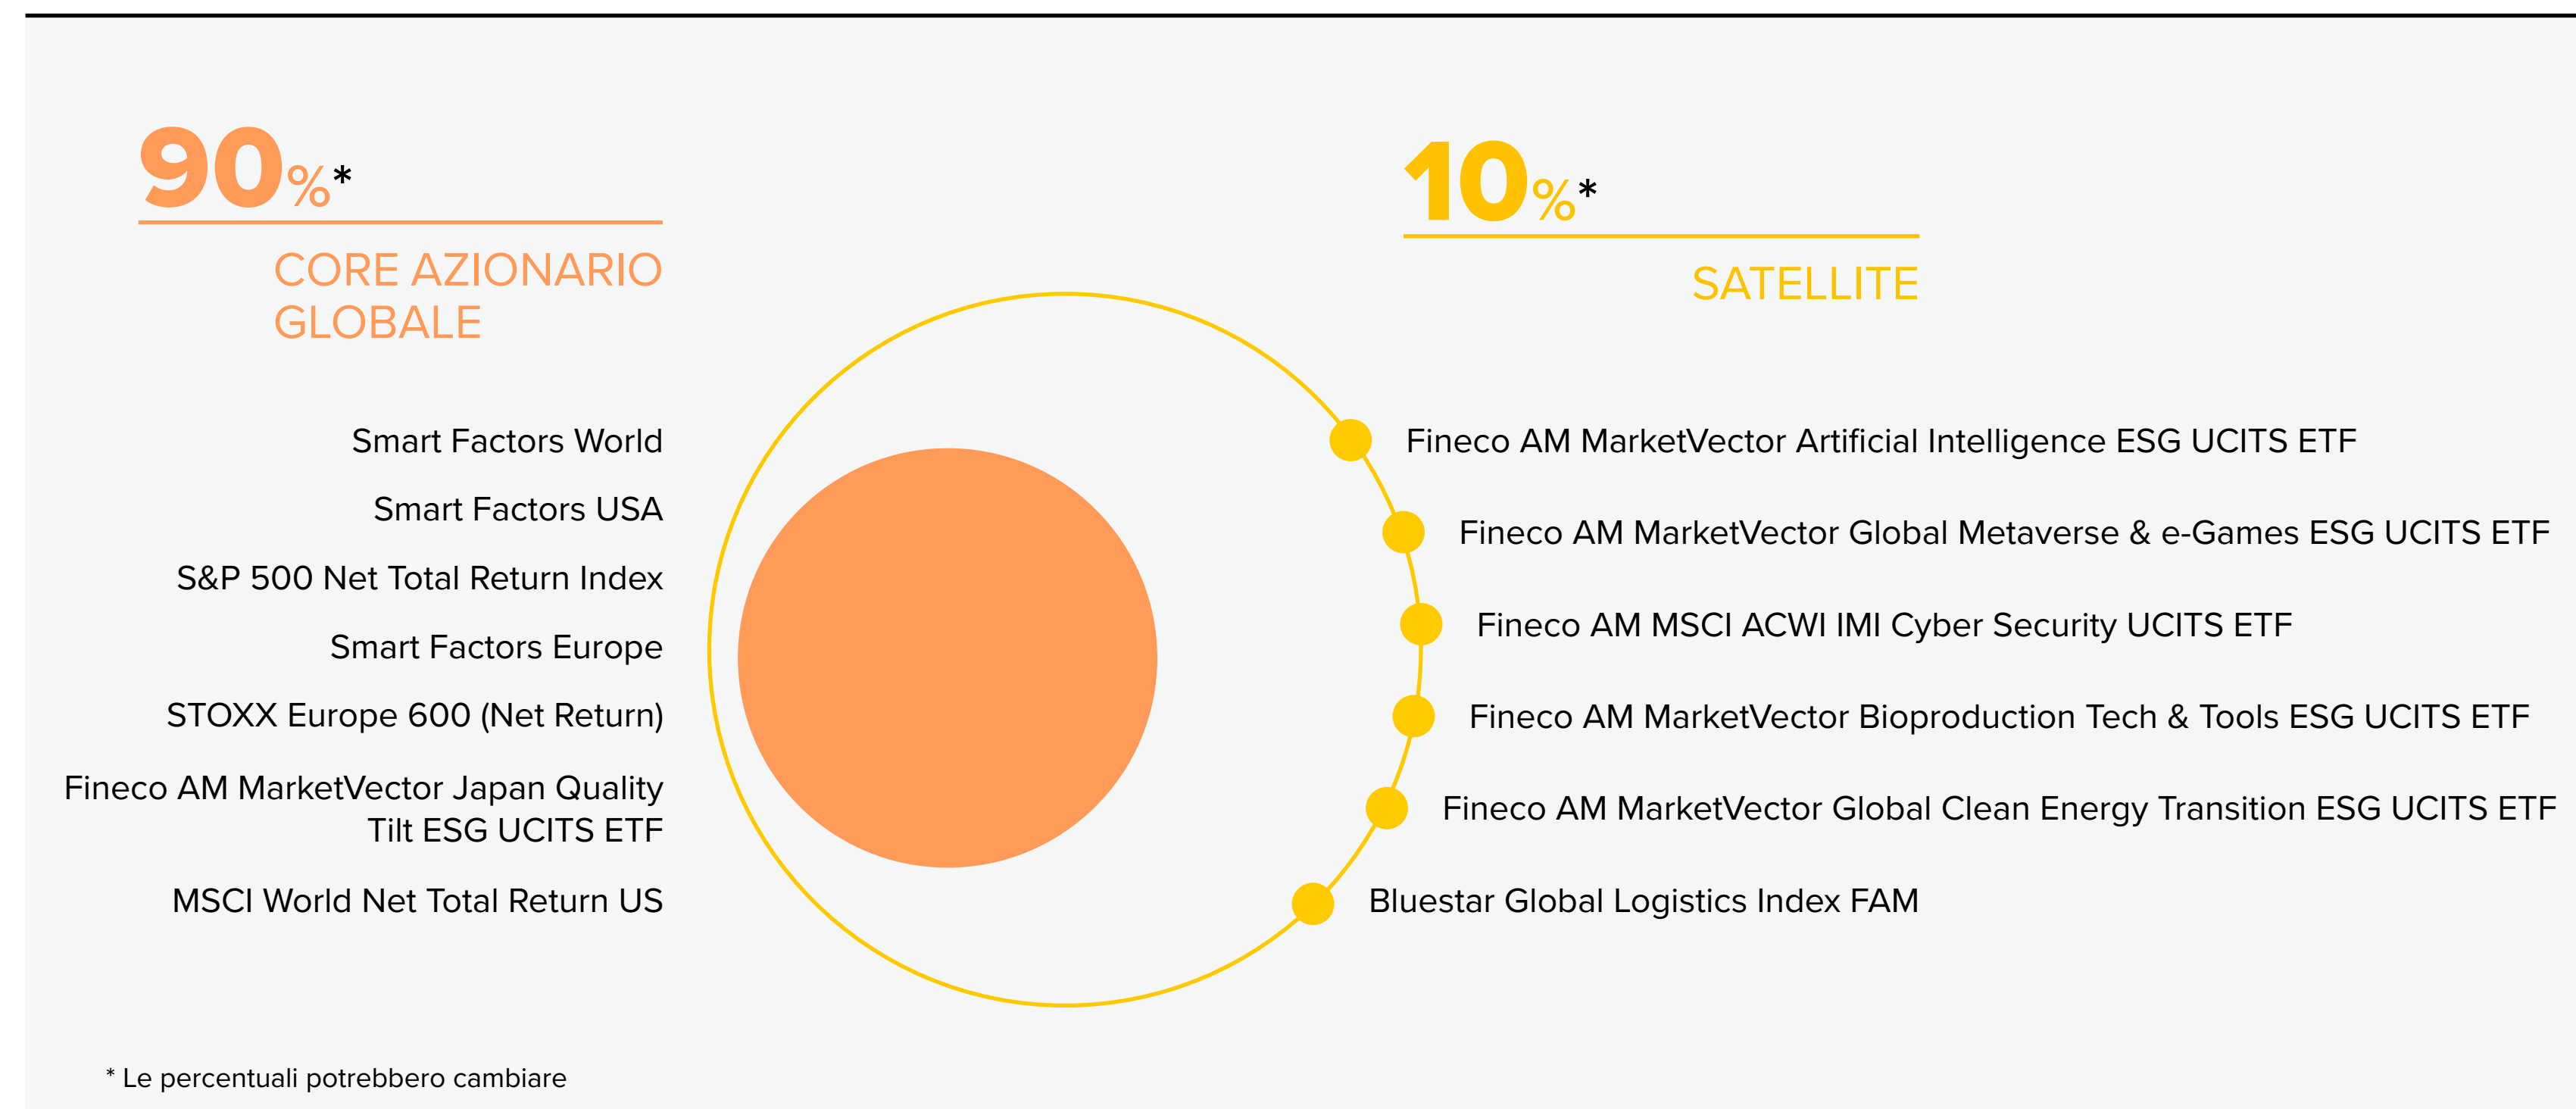 90%*
CORE AZIONARIO
GLOBALE
Smart Factors World
Smart Factors USA
S&P 500 Net Total Return Index
Smart Factors Europe
STOXX Europe 600 (Net Return)
Fineco AM MarketVector Japan Quality
Tilt ESG UCITS ETF
MSCI World Net Total Return US
10%*
SATELLITE
Fineco AM MarketVector Artificial Intelligence ESG UCITS ETF
Fineco AM MarketVector Global Metaverse & e-Games ESG UCITS ETF
Fineco AM MSCI ACWI IMI Cyber Security UCITS ETF
Fineco AM MarketVector Bioproduction Tech & Tools ESG UCITS ETF
Fineco AM MarketVector Global Clean Energy Transition ESG UCITS ETF
Bluestar Global Logistics Index FAM
* Le percentuali potrebbero cambiare